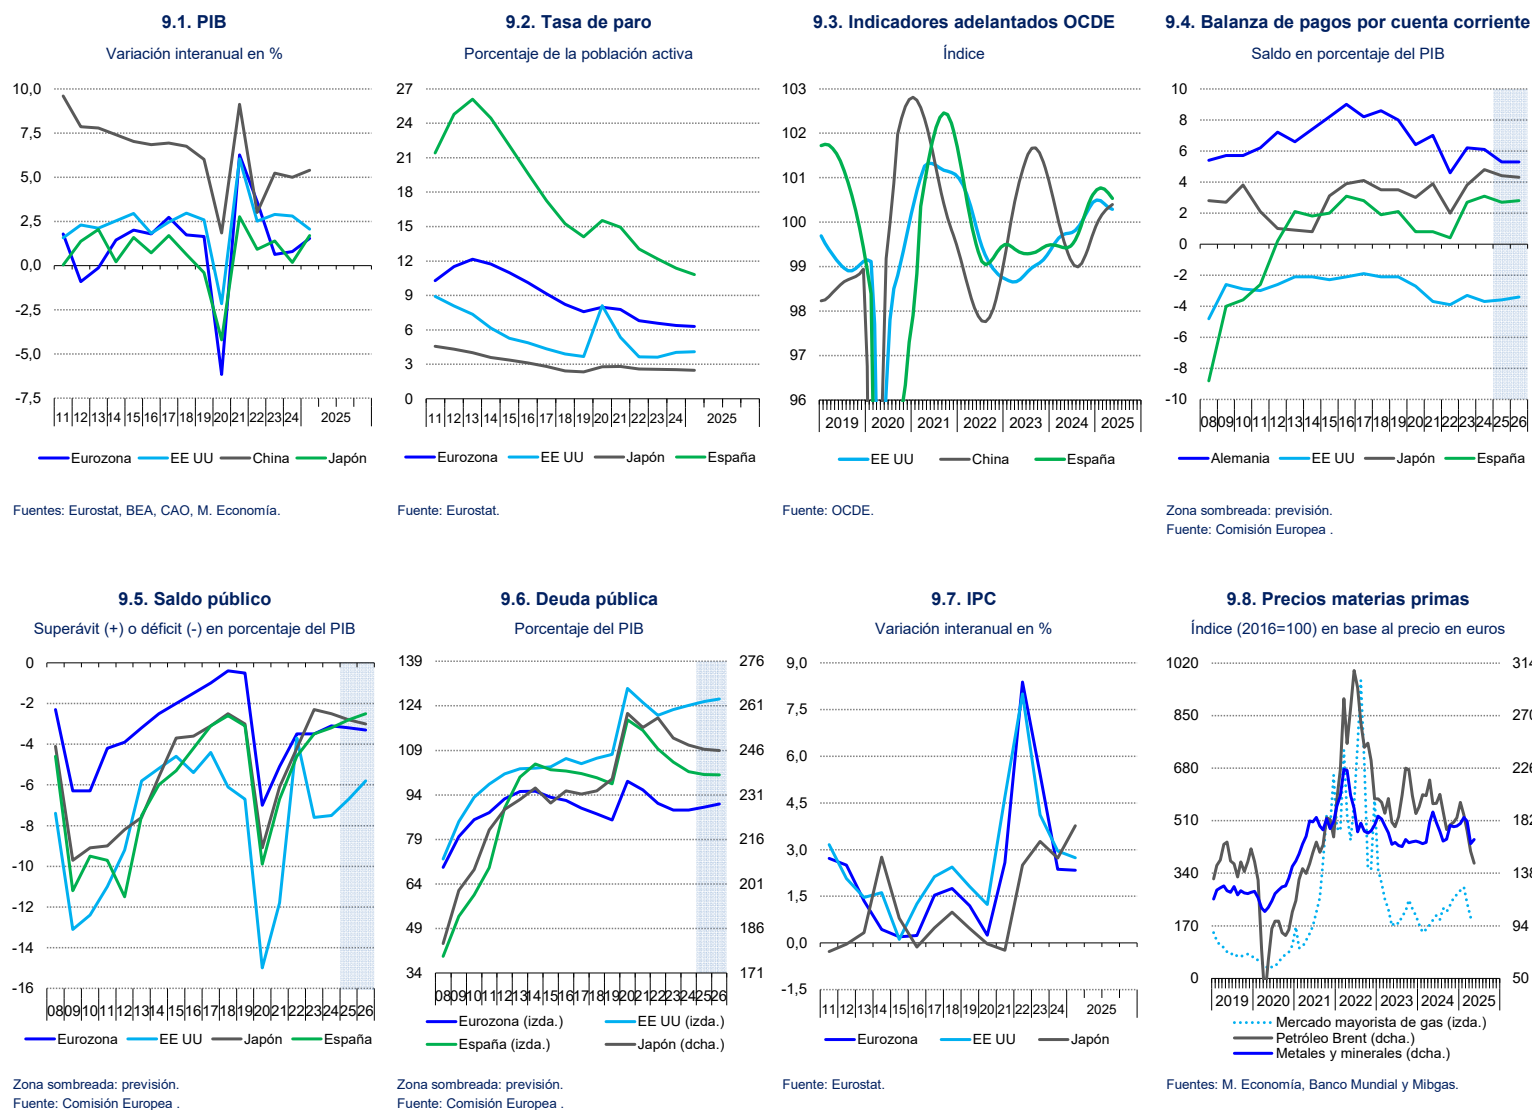 9.1. PIB
Variación interanual en %
10,0
7,5
5,0
2,5
0,0
-2,5
-5,0
-7,5
11 12 13 14 15 16 17 18 19 20 21 22 23 24 2025
Eurozona EE UU China Japón
Fuentes: Eurostat, BEA, CAO, M. Economía.
9.2. Tasa de paro
Porcentaje de la población activa
27
24
21
18
15
12
9
6
3
0
11 12 13 14 15 16 17 18 19 20 21 22 23 24 2025
Eurozona EE UU Japón España
Fuente: Eurostat.
9.3. Indicadores adelantados OCDE
Índice
103
102
101
100
99
98
97
96
2019 2020 2021 2022 2023 2024 2025
EE UU China España
Fuente: OCDE.
9.4. Balanza de pagos por cuenta corriente
Saldo en porcentaje del PIB
10
8
6
4
2
0
-2
-4
-6
-8
-10
08 09 10 11 12 13 14 15 16 17 18 19 20 21 22 23 24 25 26
Alemania EE UU Japón España
Zona sombreada: previsión.
Fuente: Comisión Europea .
9.5. Saldo público
Superávit (+) o déficit (-) en porcentaje del PIB
0
-2
-4
-6
-8
-10
-12
-14
-16
08 09 10 11 12 13 14 15 16 17 18 19 20 21 22 23 24 25 26
Eurozona EE UU Japón España
Zona sombreada: previsión.
Fuente: Comisión Europea .
9.6. Deuda pública
Porcentaje del PIB
139 276
124 261
109 246
94 231
79 216
64 201
49 186
34 171
08 09 10 11 12 13 14 15 16 17 18 19 20 21 22 23 24 25 26
Eurozona (izda.) EE UU (izda.)
España (izda.) Japón (dcha.)
Zona sombreada: previsión.
Fuente: Comisión Europea .
9.7. IPC
Variación interanual en %
9,0
7,5
6,0
4,5
3,0
1,5
0,0
-1,5
11 12 13 14 15 16 17 18 19 20 21 22 23 24 2025
Eurozona EE UU Japón
Fuente: Eurostat.
9.8. Precios materias primas
Índice (2016=100) en base al precio en euros
1020 314
850 270
680 226
510 182
340 138
170 94
0 50
2019 2020 2021 2022 2023 2024 2025
Mercado mayorista de gas (izda.)
Petróleo Brent (dcha.)
Metales y minerales (dcha.)
Fuentes: M. Economía, Banco Mundial y Mibgas.